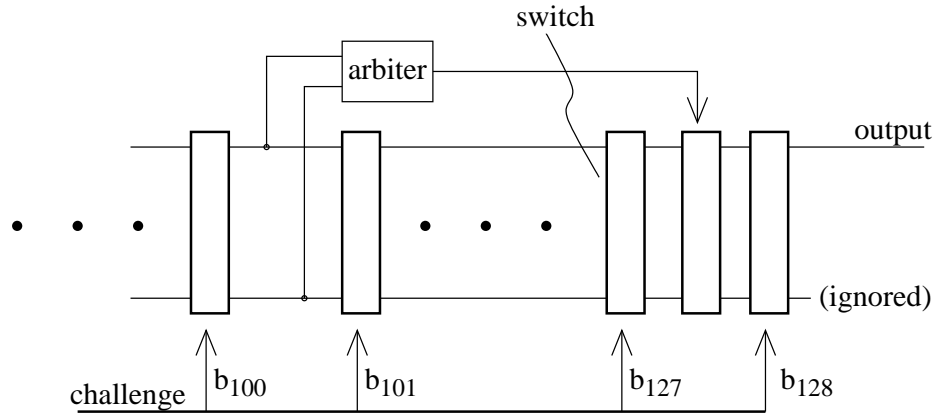 switch
arbiter
output
(ignored)
b100
b101
b127
b128
challenge